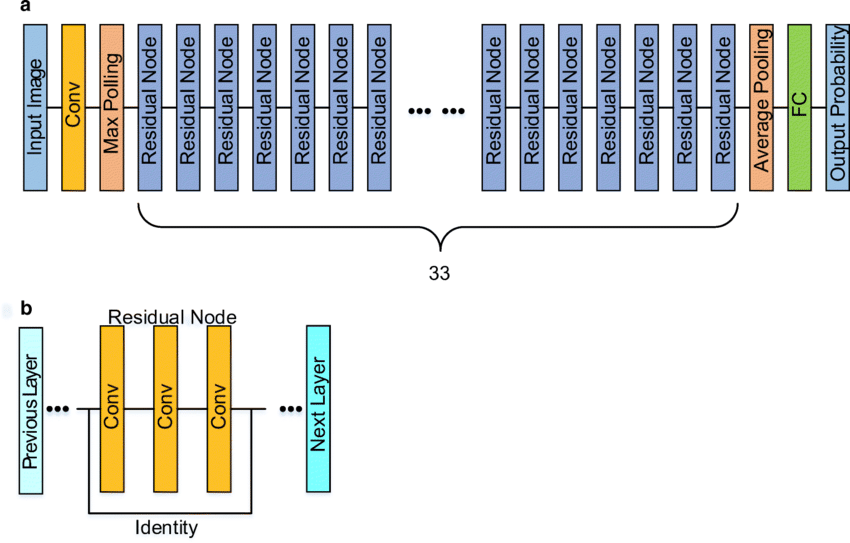 a
Input Image
Conv
Max Polling
Residual Node
Residual Node
Residual Node
Residual Node
Residual Node
Residual Node
Residual Node
Residual Node
Residual Node
Residual Node
Residual Node
Residual Node
Residual Node
Residual Node
Average Pooling
FC
Output Probability
33
b
Residual Node
Previous Layer
Conv
Conv
Conv
Next Layer
Identity